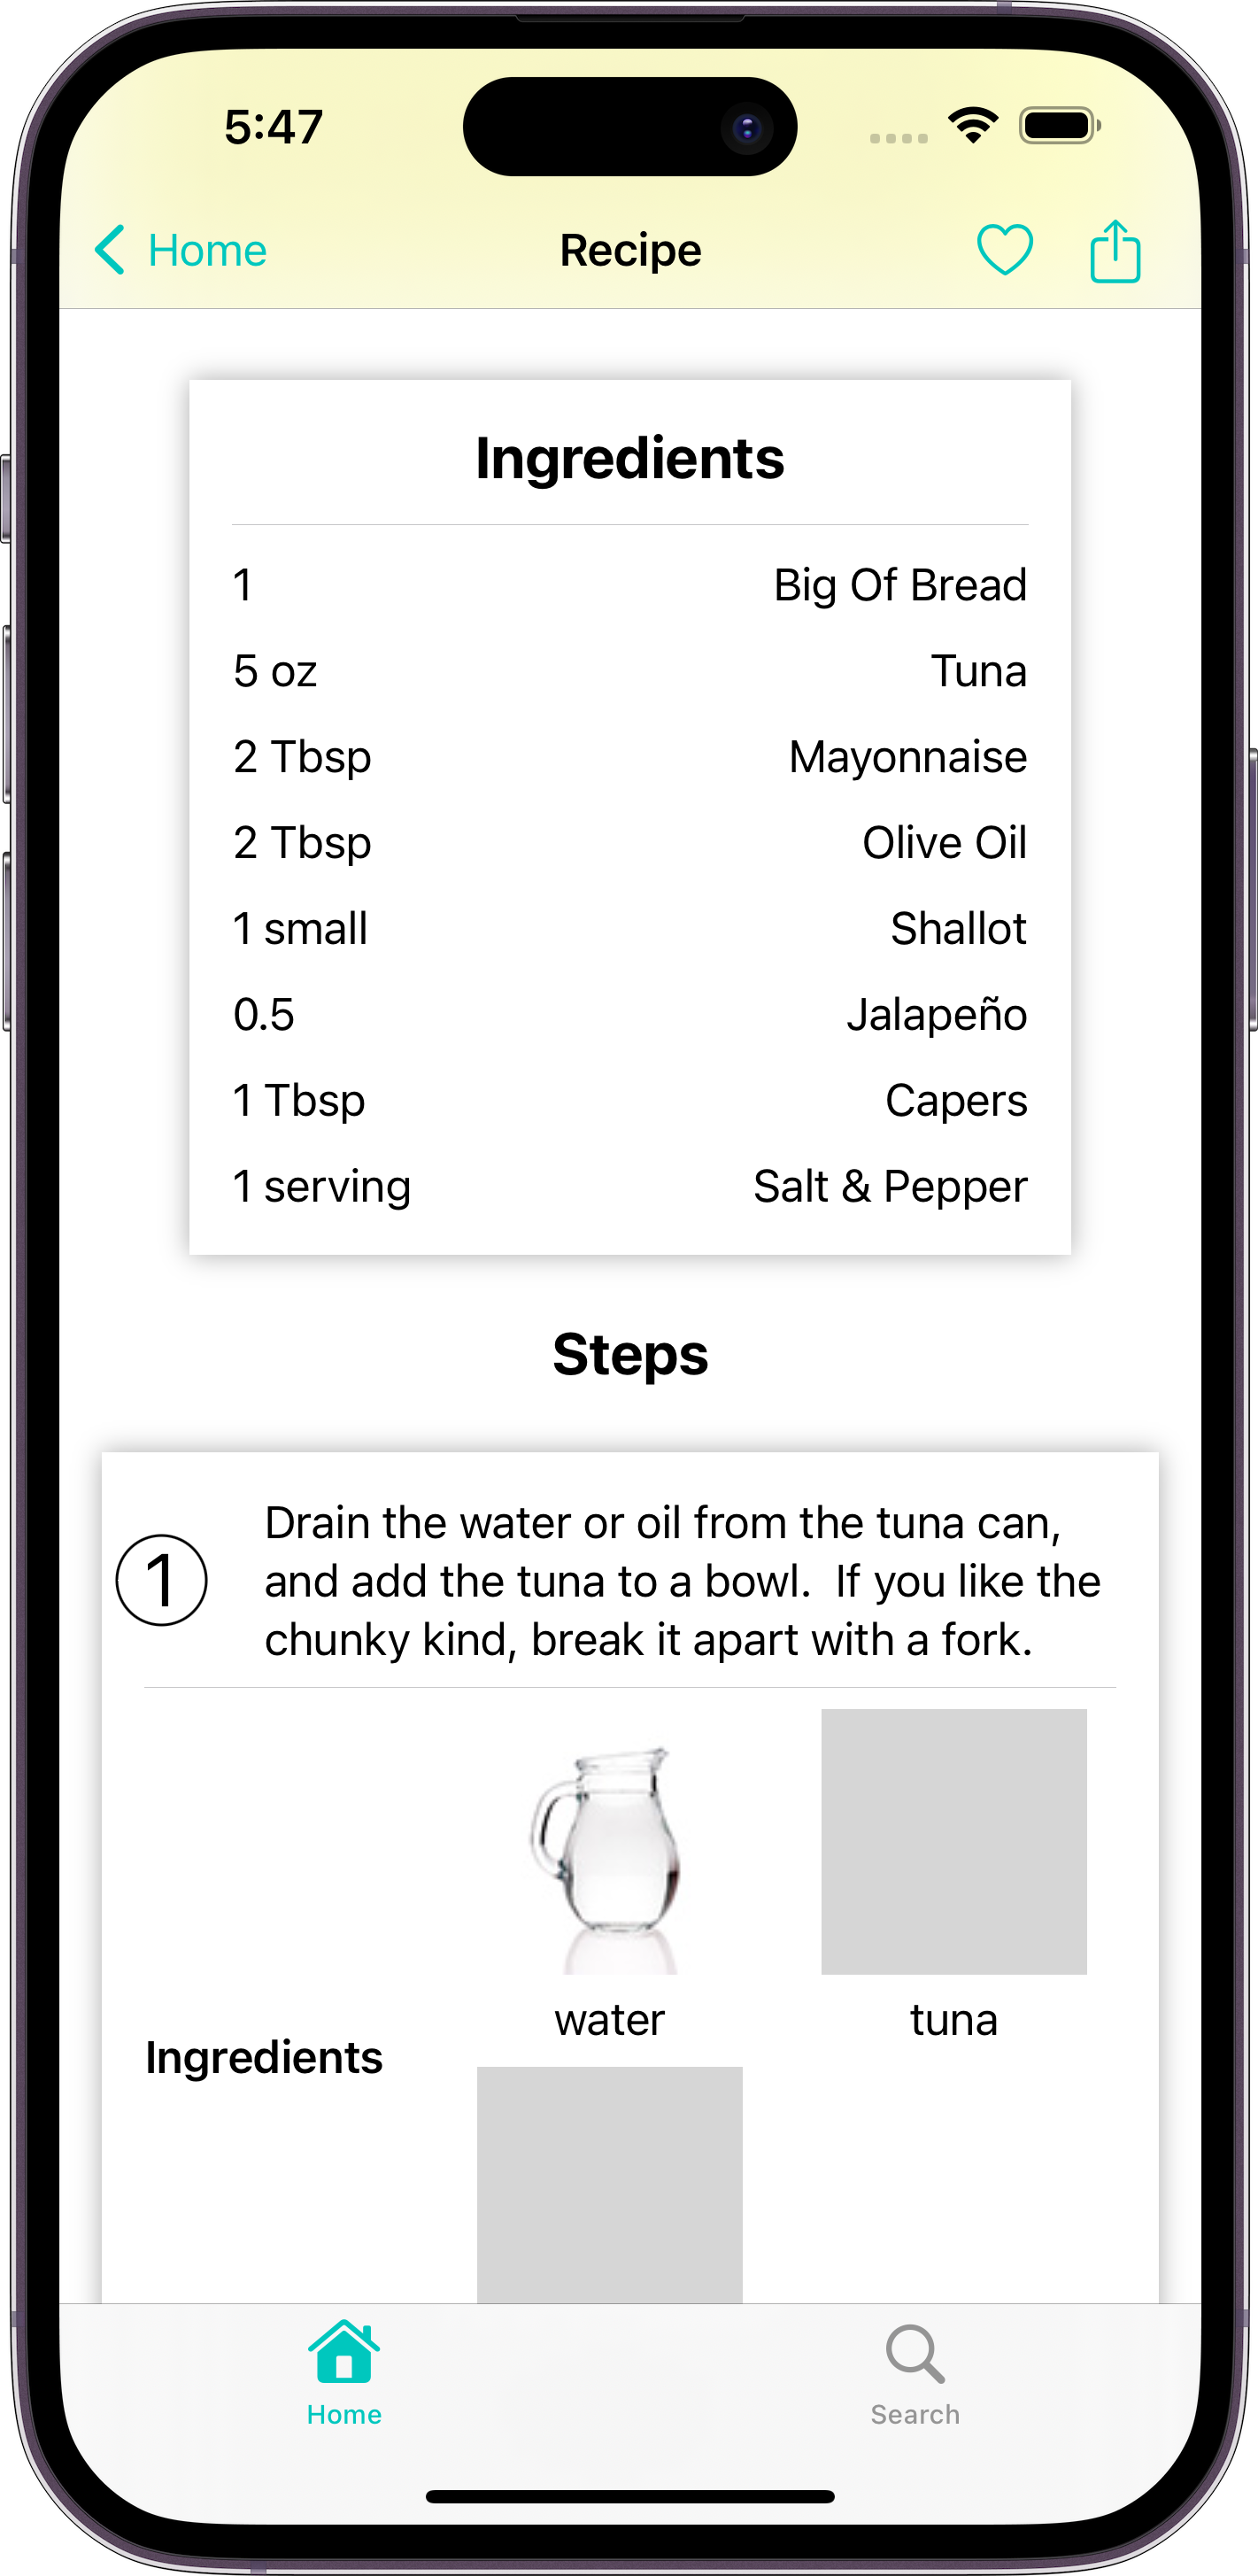 5:47
Home
Recipe
Ingredients
1 Big Of Bread
5 oz Tuna
2 Tbsp Mayonnaise
2 Tbsp Olive Oil
1 small Shallot
0.5 Jalapeño
1 Tbsp Capers
1 serving Salt & Pepper
Steps
1
Drain the water or oil from the tuna can,
and add the tuna to a bowl.  If you like the
chunky kind, break it apart with a fork.
water tuna
Ingredients
Home Search